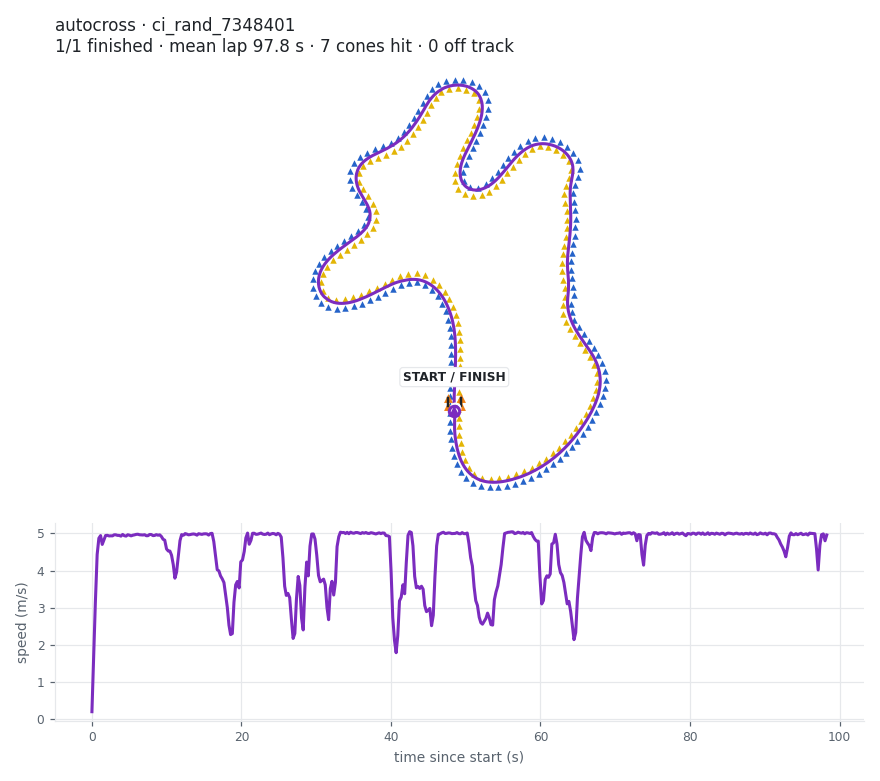 autocross · ci_rand_7348401
1/1 finished · mean lap 97.8 s · 7 cones hit · 0 off track
START / FINISH
5
4
3
2
1
0
speed (m/s)
0 20 40 60 80 100
time since start (s)